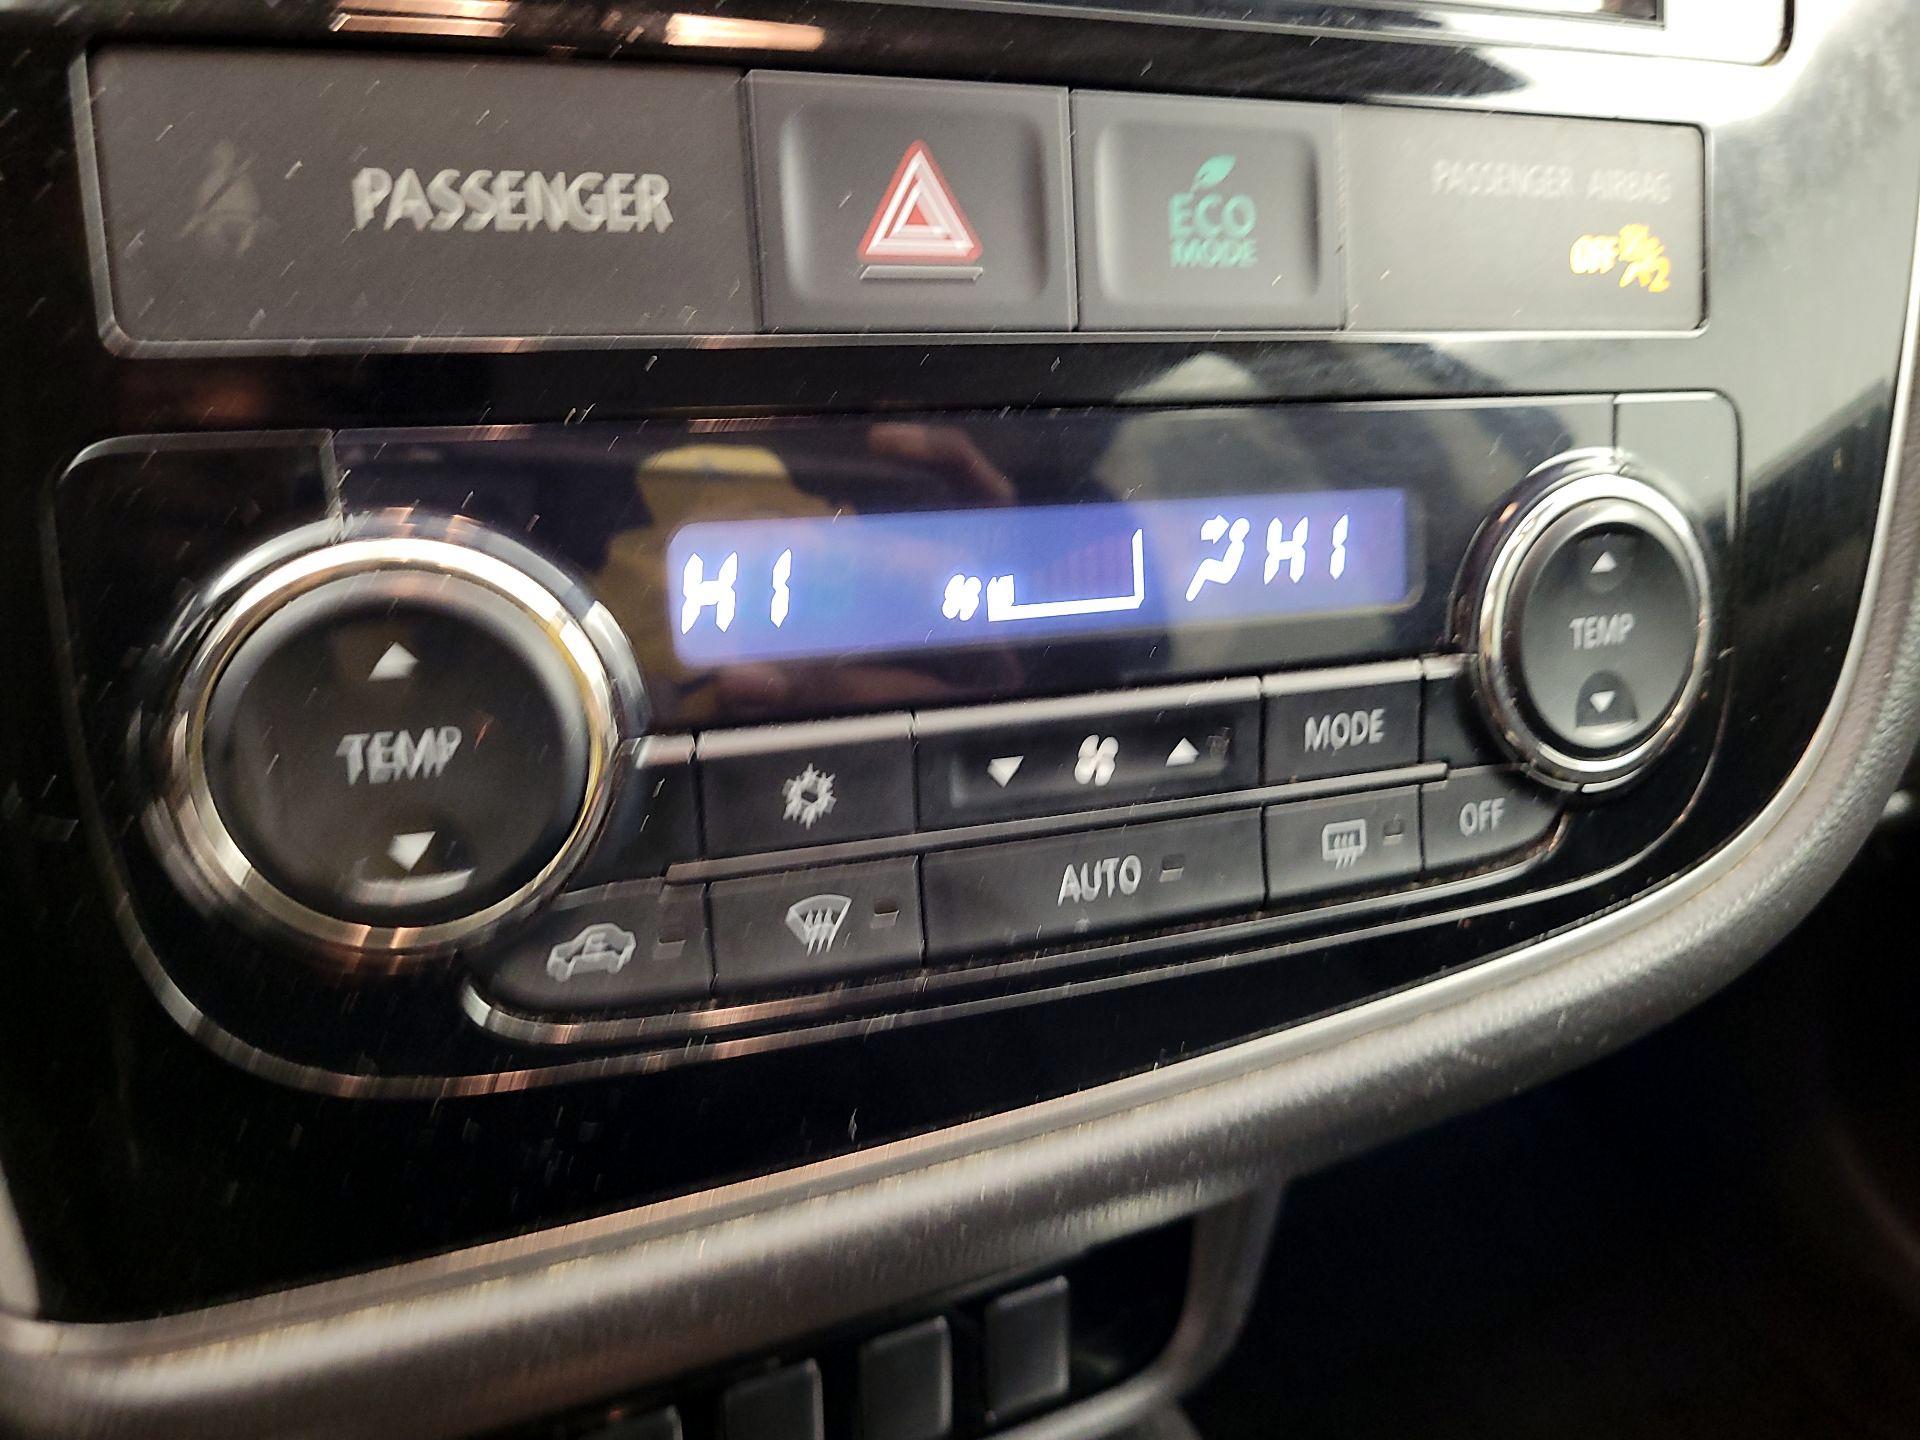 PASSENGER
ECO
MODE
PASSENGER AIRBAG
OFF
HI HI
TEMP
TEMP
MODE
AUTO
OFF